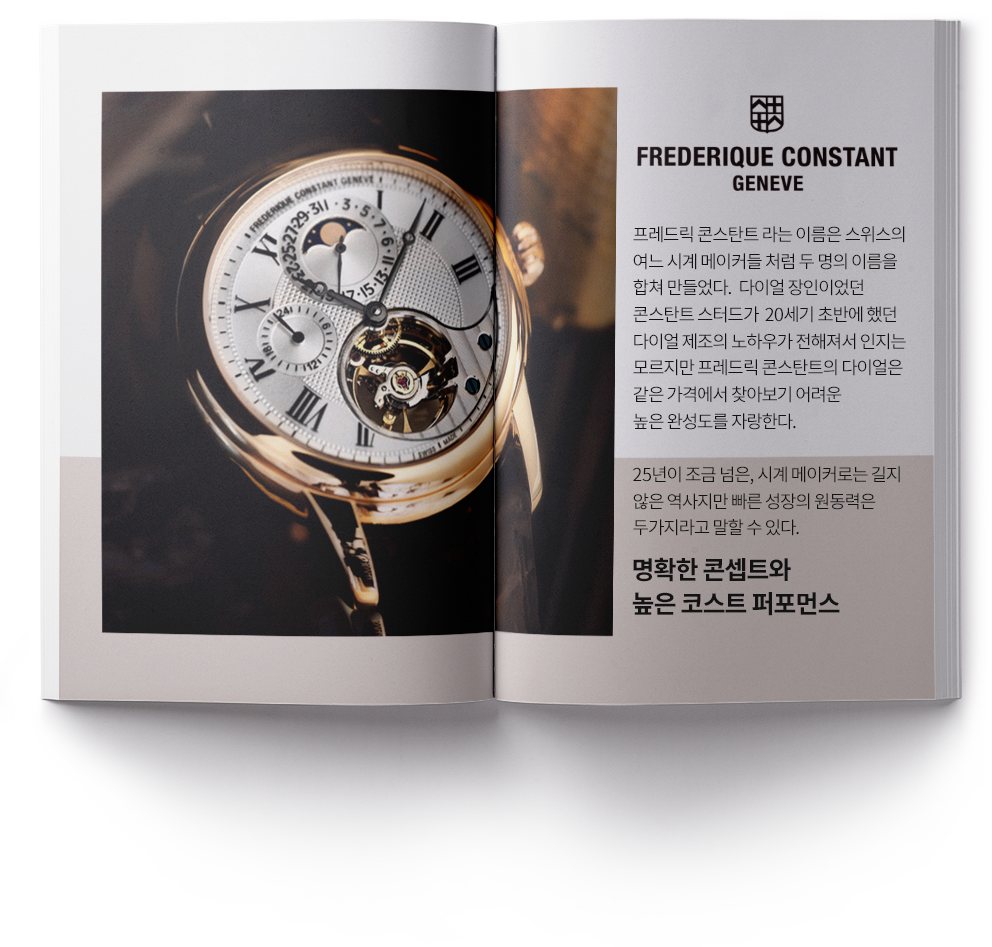 FREDERIQUE CONSTANT GENEVE
FREDERIQUE CONSTANT
GENEVE
프레드릭 콘스탄트 라는 이름은 스위스의
여느 시계 메이커들 처럼 두 명의 이름을
합쳐 만들었다. 다이얼 장인이었던
콘스탄트 스터드가 20세기 초반에 했던
다이얼 제조의 노하우가 전해져서 인지는
모르지만 프레드릭 콘스탄트의 다이얼은
같은 가격에서 찾아보기 어려운
높은 완성도를 자랑한다.
25년이 조금 넘은, 시계 메이커로는 길지
않은 역사지만 빠른 성장의 원동력은
두가지라고 말할 수 있다.
명확한 콘셉트와
높은 코스트 퍼포먼스